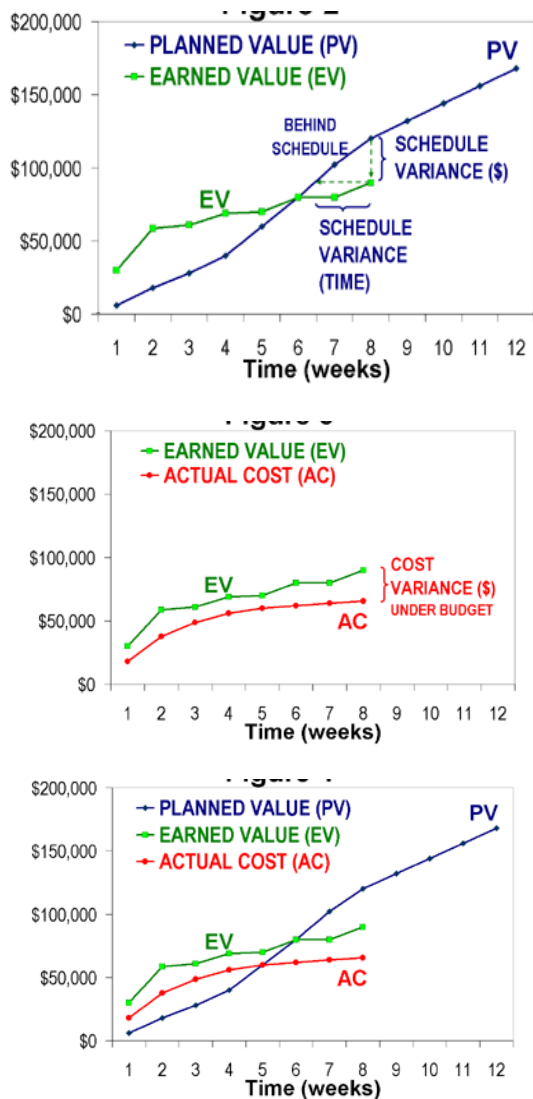 Figure 2
$200,000
PLANNED VALUE (PV)
EARNED VALUE (EV)
PV
$150,000
BEHIND
SCHEDULE
SCHEDULE
VARIANCE ($)
$100,000
EV
$50,000
SCHEDULE
VARIANCE
(TIME)
$0
1 2 3 4 5 6 7 8 9 10 11 12
Time (weeks)
$200,000
EARNED VALUE (EV)
ACTUAL COST (AC)
$150,000
$100,000
COST
EV
VARIANCE ($)
UNDER BUDGET
$50,000
AC
$0
1 2 3 4 5 6 7 8 9 10 11 12
Time (weeks)
$200,000
PLANNED VALUE (PV)
PV
EARNED VALUE (EV)
ACTUAL COST (AC)
$150,000
$100,000
EV
$50,000
AC
$0
1 2 3 4 5 6 7 8 9 10 11 12
Time (weeks)